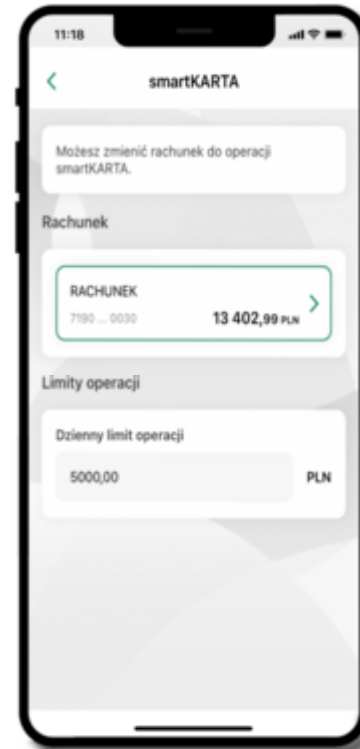 11:18
smartKARTA
Możesz zmienić rachunek do operacji
smartKARTA.
Rachunek
RACHUNEK
7190 ... 0030
13 402,99 PLN
Limity operacji
Dzienny limit operacji
5000,00 PLN